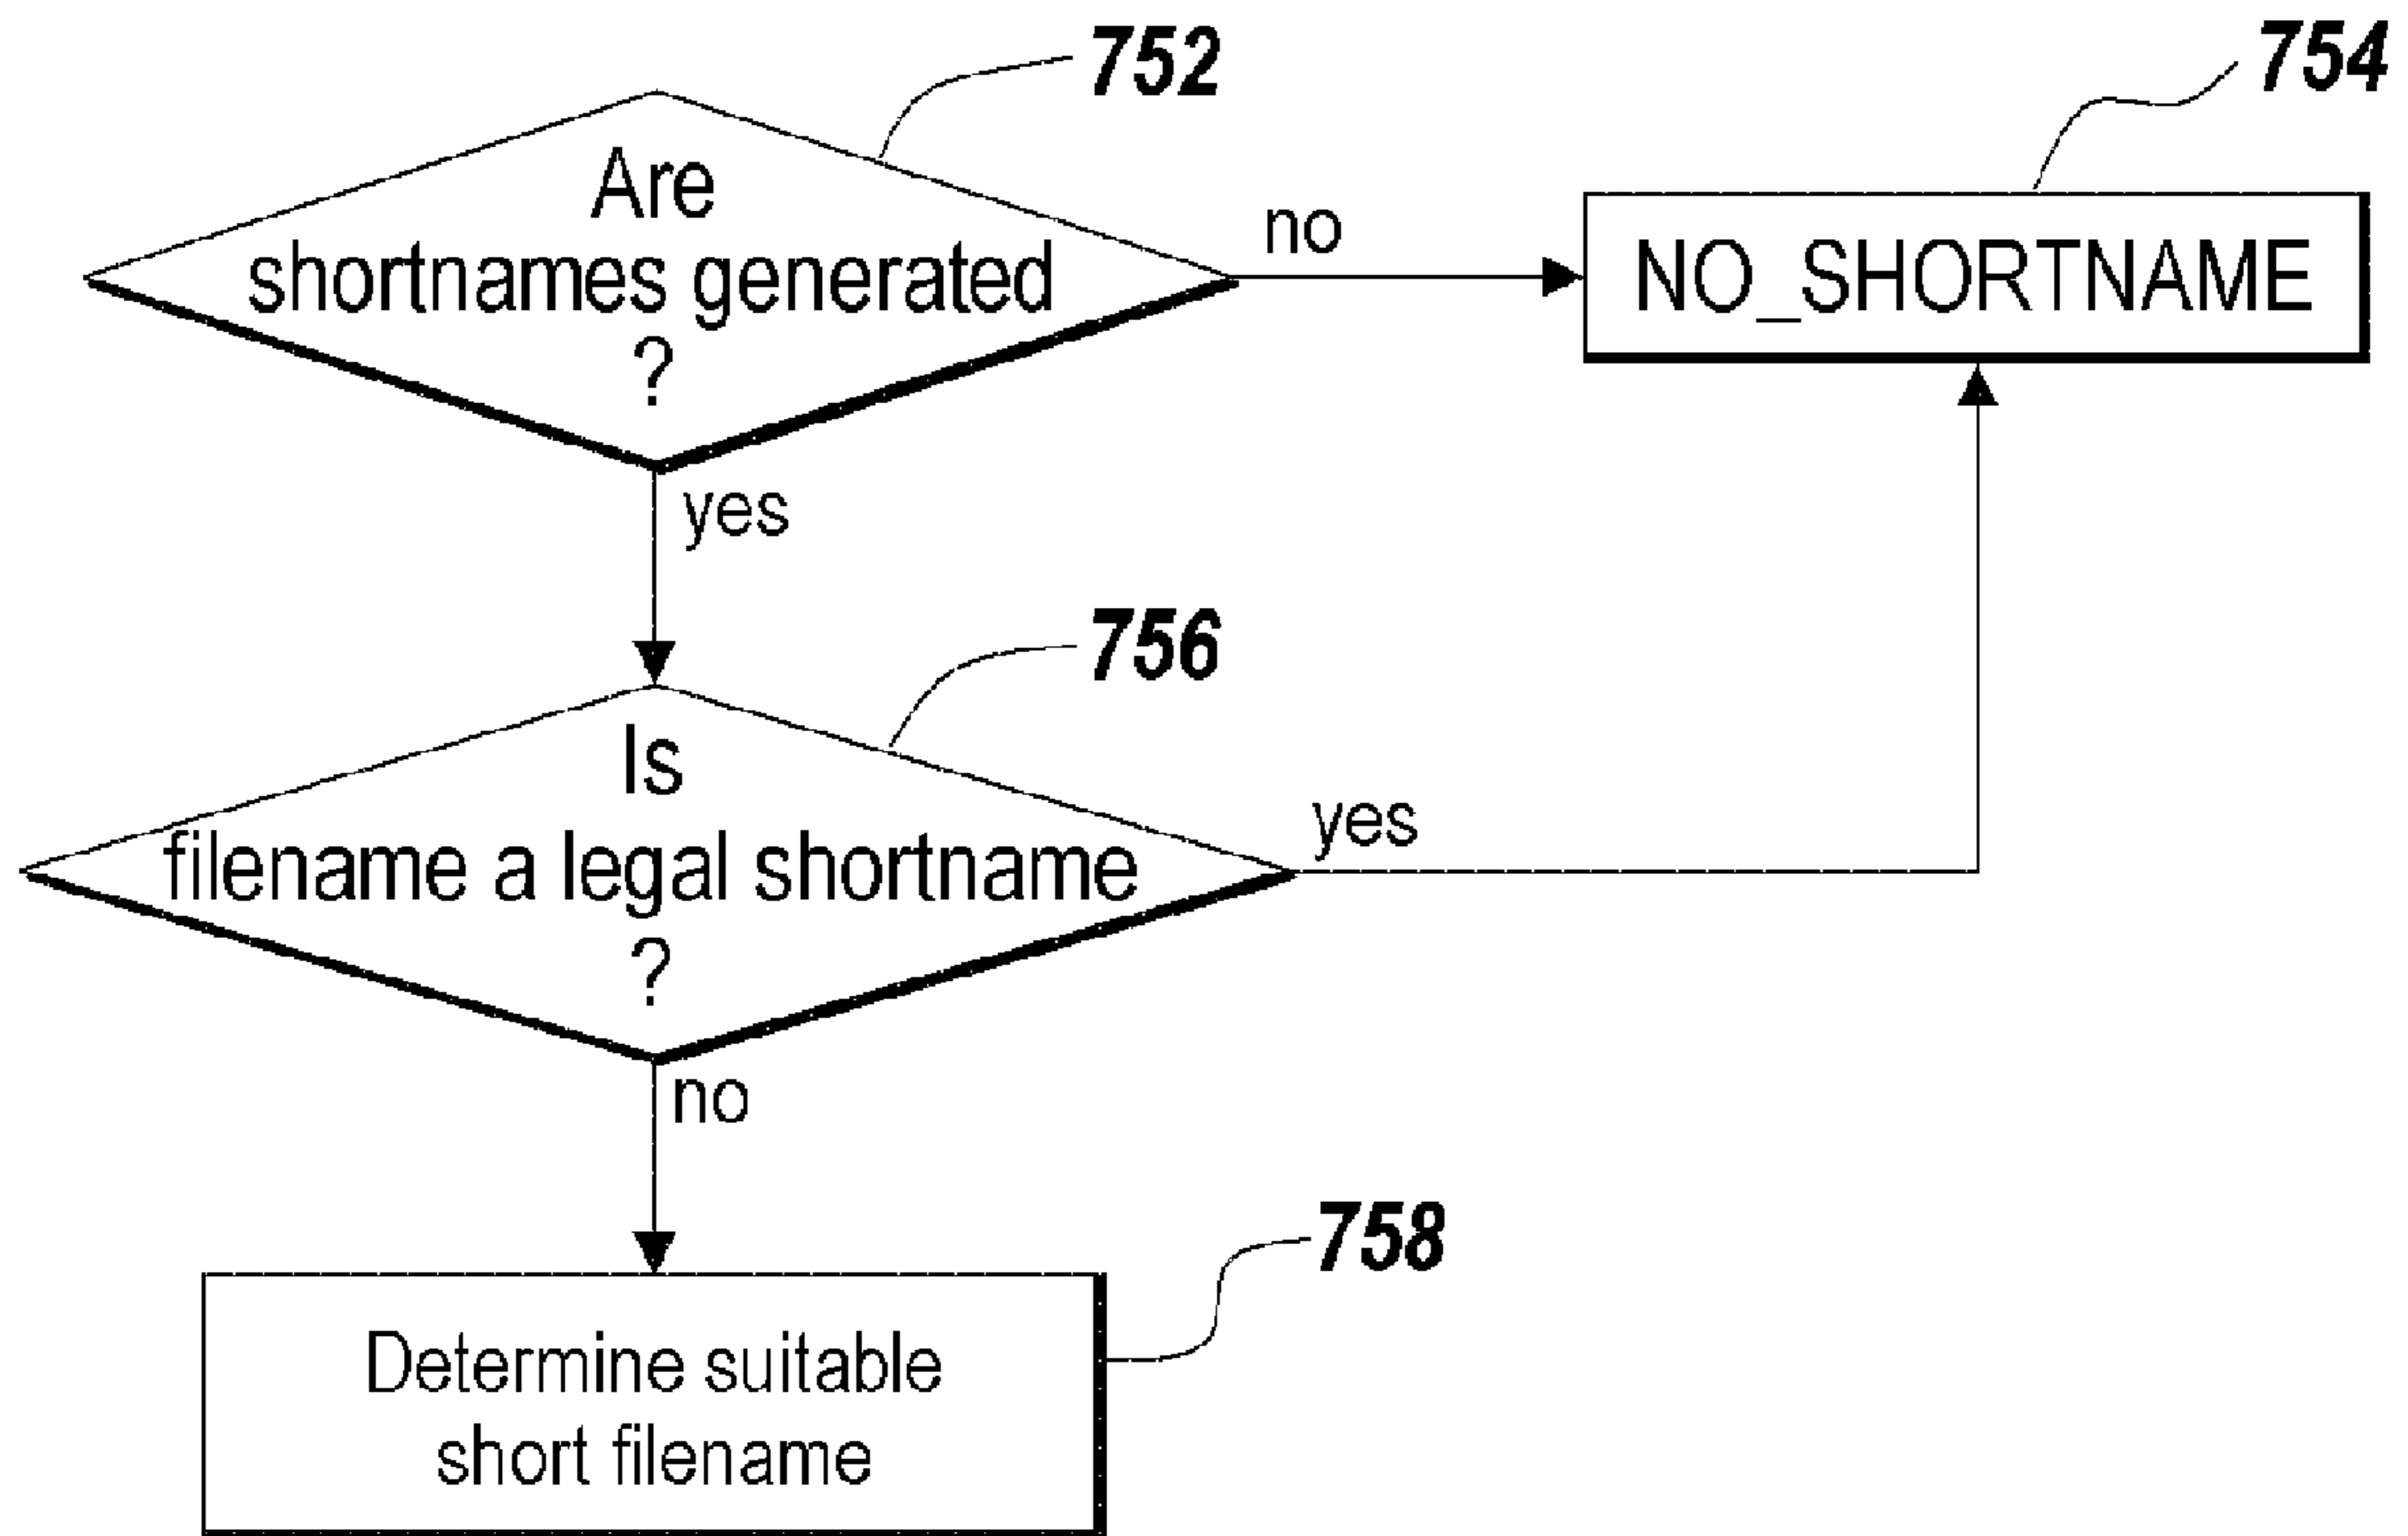 752
754
Are
shortnames generated
?
no
NO_SHORTNAME
yes
756
Is
filename a legal shortname
?
yes
no
758
Determine suitable
short filename